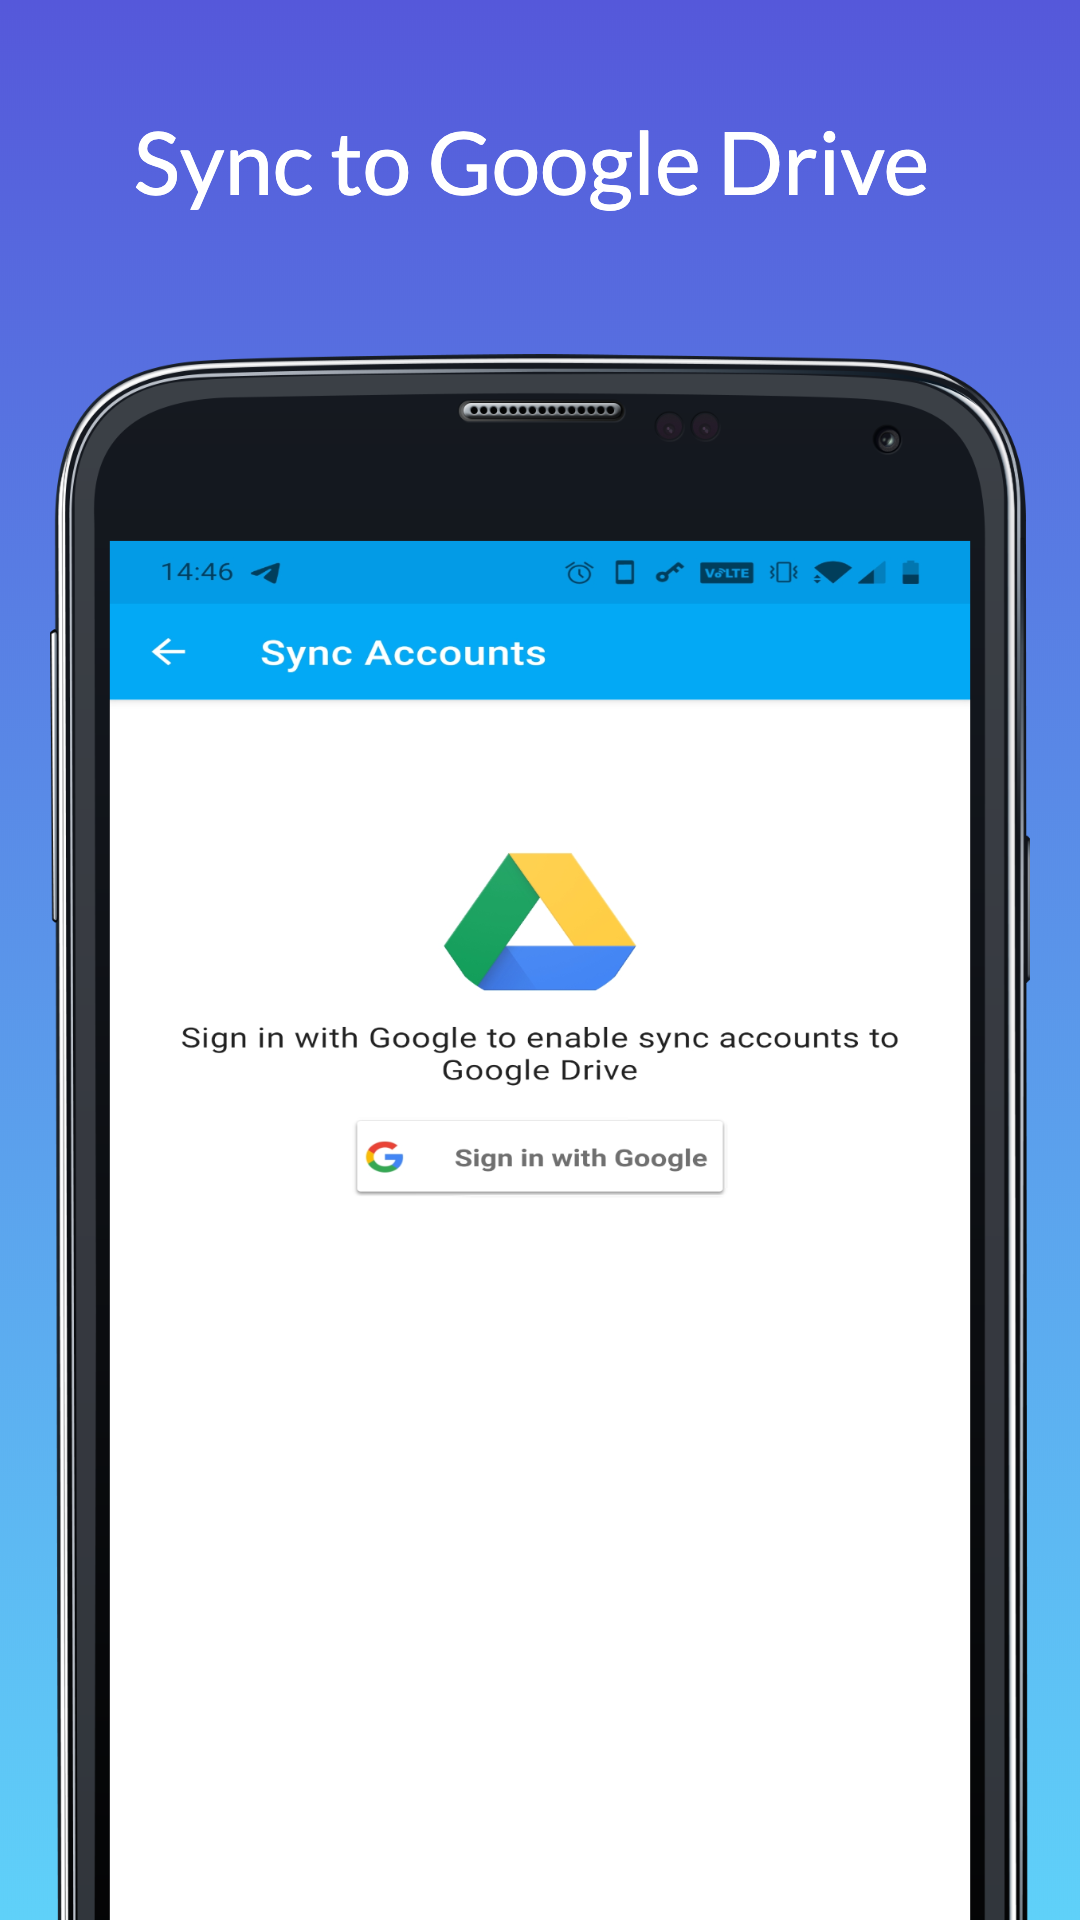 Sync to Google Drive
14:46
VoLTE
Sync Accounts
Sign in with Google to enable sync accounts to
Google Drive
Sign in with Google